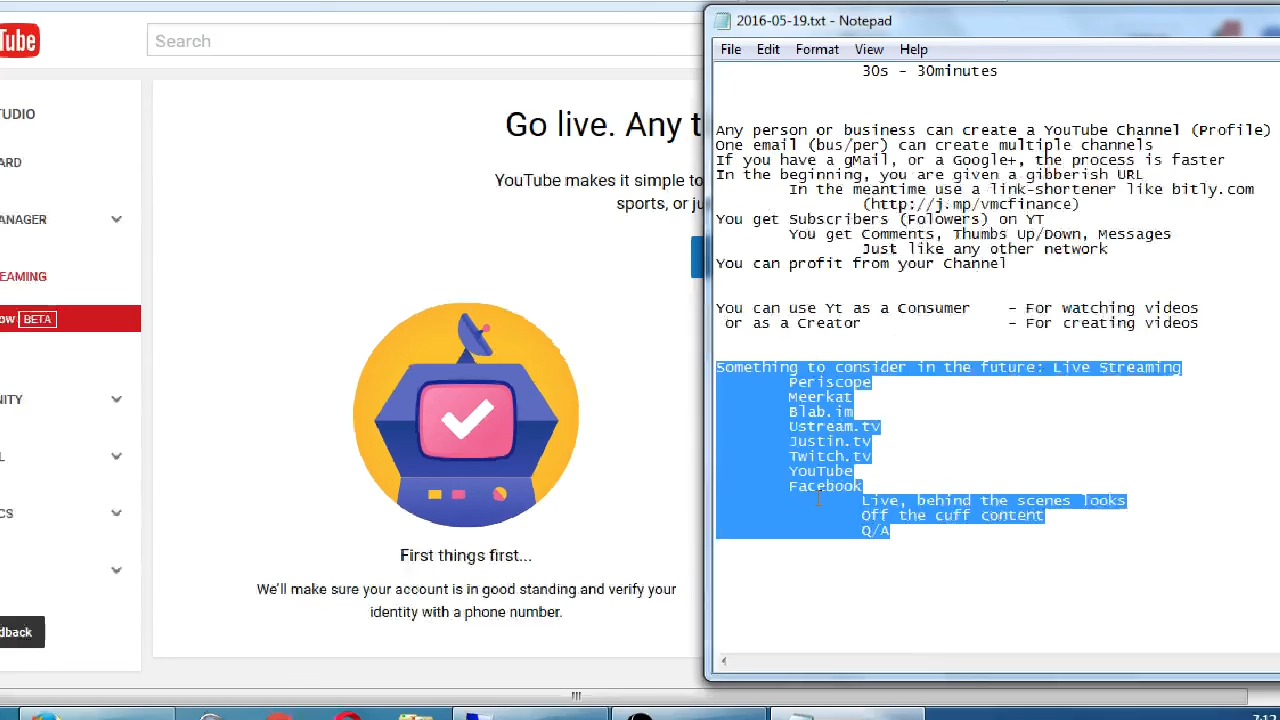 Tube
Search
TUDIO
ARD
ANAGER
EAMING
ow BETA
NITY
L
CS
dback
Go live. Any t
YouTube makes it simple to
sports, or ju
First things first...
We'll make sure your account is in good standing and verify your
identity with a phone number.
2016-05-19.txt - Notepad
File Edit Format View Help
30s - 30minutes
Any person or business can create a YouTube Channel (Profile)
One email (bus/per) can create multiple channels
If you have a gMail, or a Google+, the process is faster
In the beginning, you are given a gibberish URL
In the meantime use a link-shortener like bitly.com
(http://j.mp/vmcfinance)
You get Subscribers (Folowers) on YT
You get Comments, Thumbs Up/Down, Messages
Just like any other network
You can profit from your Channel
You can use Yt as a Consumer - For watching videos
or as a Creator - For creating videos
Something to consider in the future: Live Streaming
Periscope
Meerkat
Blab.im
Ustream.tv
Justin.tv
Twitch.tv
YouTube
Facebook
Live, behind the scenes looks
Off the cuff content
Q/A